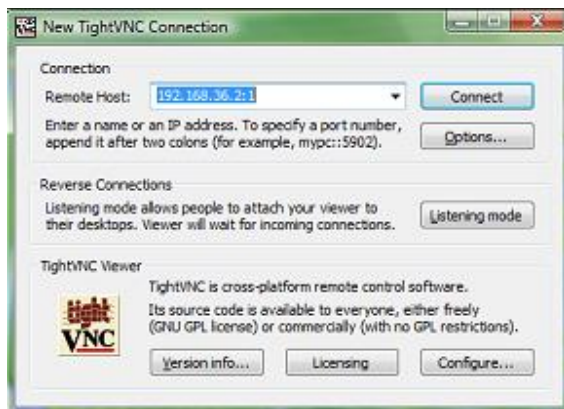 New TightVNC Connection
Connection
Remote Host: 192.168.36.2:1 Connect
Enter a name or an IP address. To specify a port number,
append it after two colons (for example, mypc::5902).
Options...
Reverse Connections
Listening mode allows people to attach your viewer to
their desktops. Viewer will wait for incoming connections.
Listening mode
TightVNC Viewer
TightVNC is cross-platform remote control software.
Its source code is available to everyone, either freely
(GNU GPL license) or commercially (with no GPL restrictions).
tight
VNC
Version info... Licensing Configure...